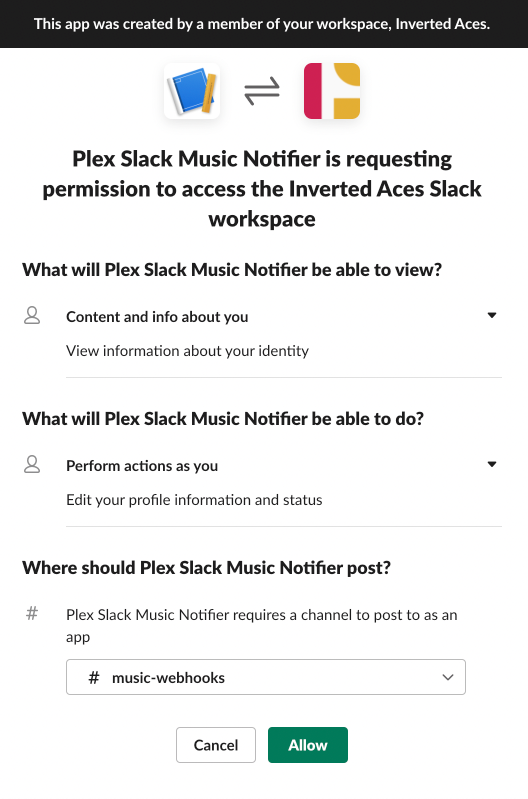 This app was created by a member of your workspace, Inverted Aces.
Plex Slack Music Notifier is requesting
permission to access the Inverted Aces Slack
workspace
What will Plex Slack Music Notifier be able to view?
Content and info about you
View information about your identity
What will Plex Slack Music Notifier be able to do?
Perform actions as you
Edit your profile information and status
Where should Plex Slack Music Notifier post?
# Plex Slack Music Notifier requires a channel to post to as an
app
# music-webhooks
Cancel Allow